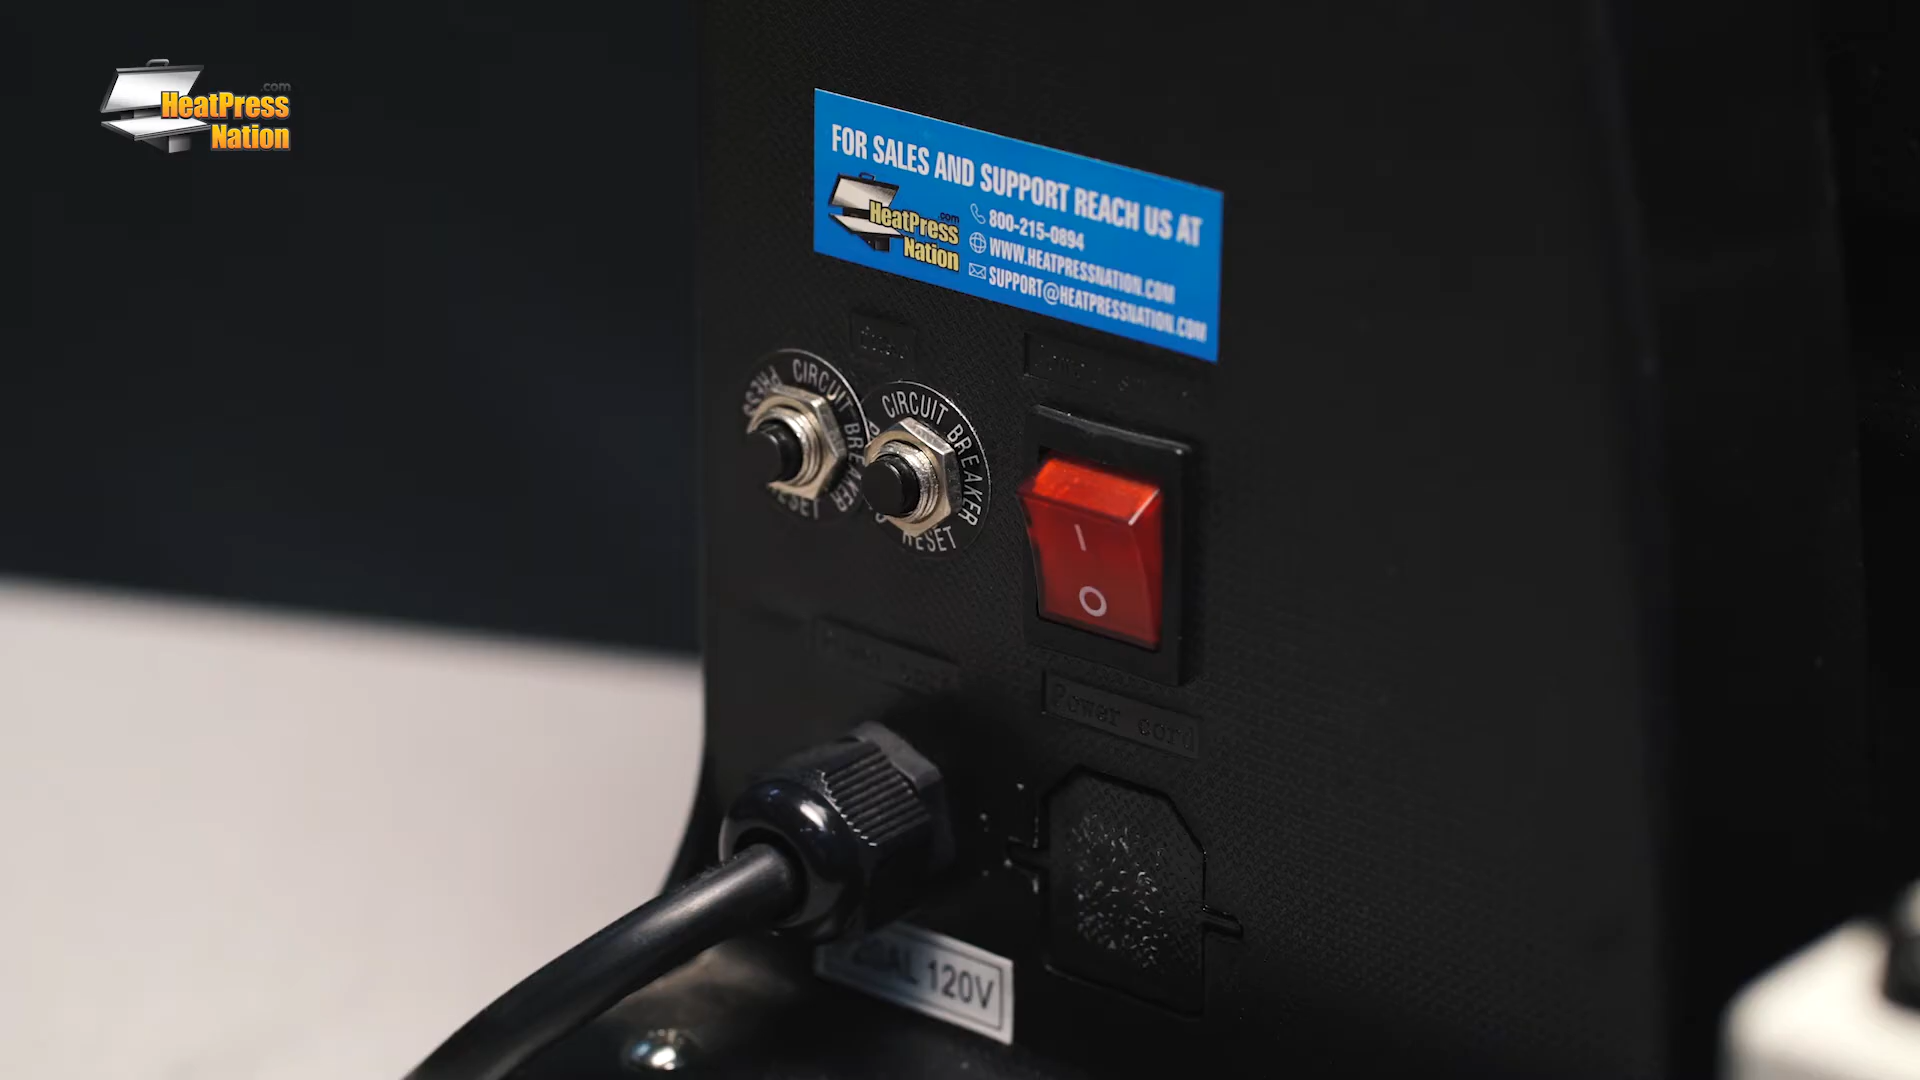 .com
HeatPress
Nation
FOR SALES AND SUPPORT REACH US AT
.com
HeatPress
Nation
800-215-0894
WWW.HEATPRESSNATION.COM
SUPPORT@HEATPRESSNATION.COM
PRESS CIRCUIT BREAKER RESET
CIRCUIT BREAKER RESET
I
O
Power cord
120V